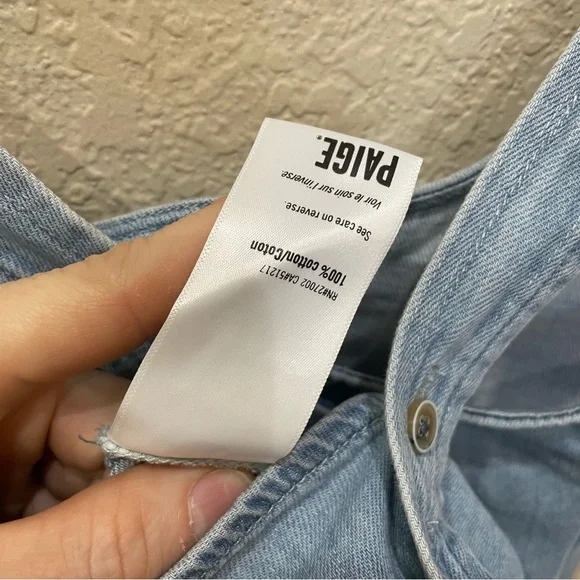 PAIGE®
Voir le soin sur l'inverse
See care on reverse.
100% cotton/Coton
RN#27002 CA#51217